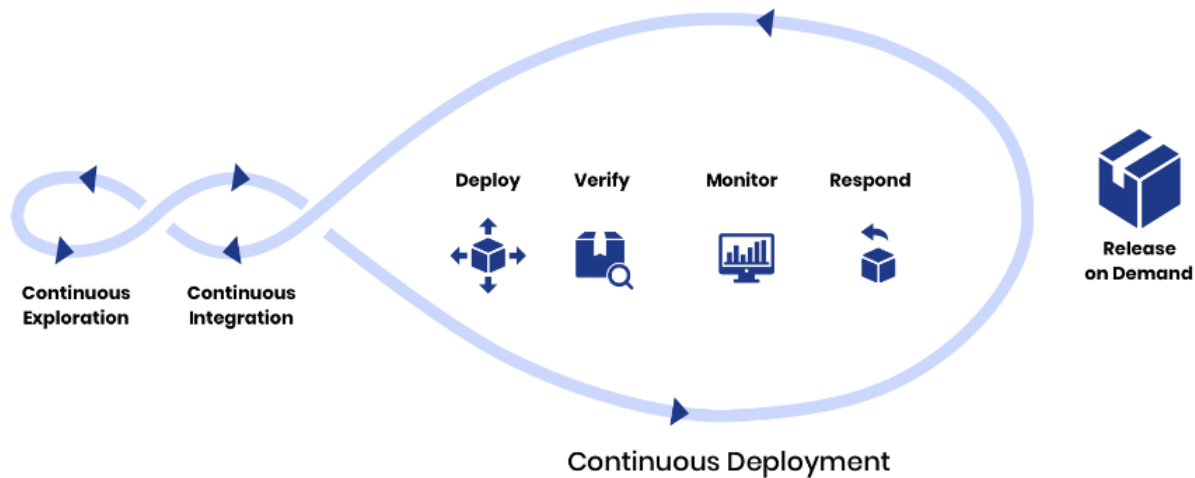 Deploy
Verify
Monitor
Respond
Release
on Demand
Continuous
Exploration
Continuous
Integration
Continuous Deployment